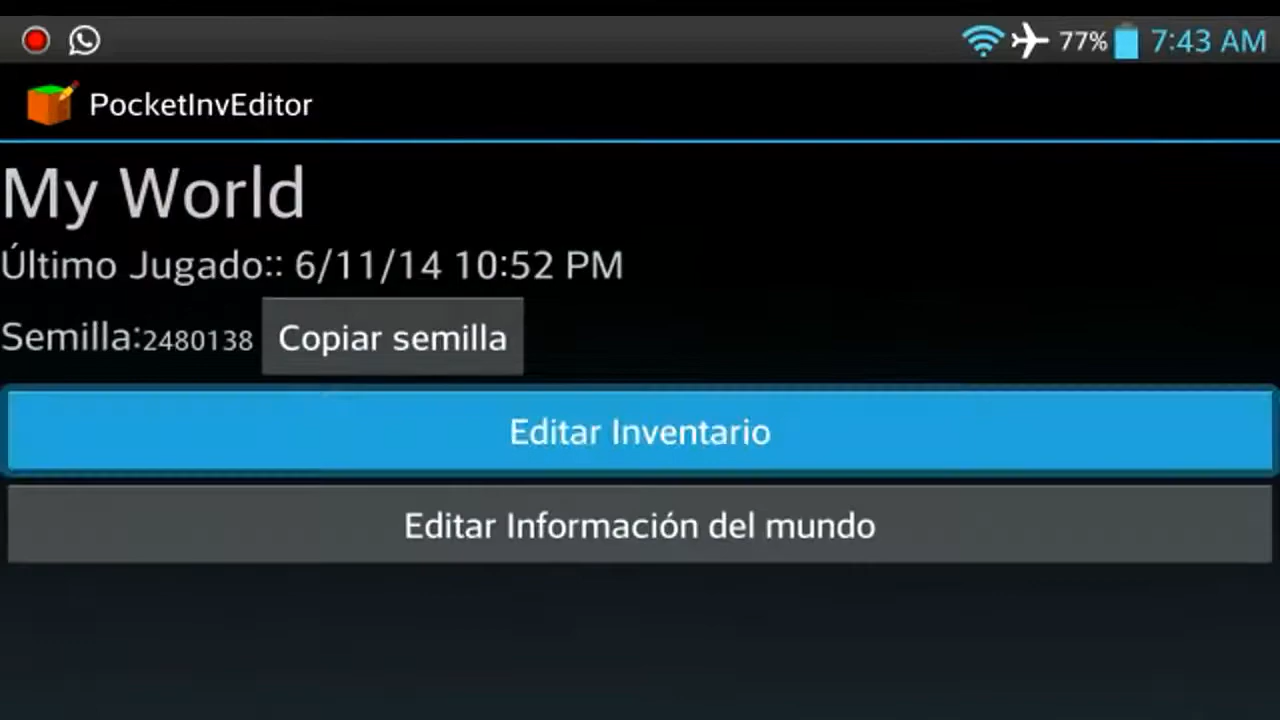 77% 7:43 AM
PocketInvEditor
My World
Último Jugado:: 6/11/14 10:52 PM
Semilla:2480138 Copiar semilla
Editar Inventario
Editar Información del mundo